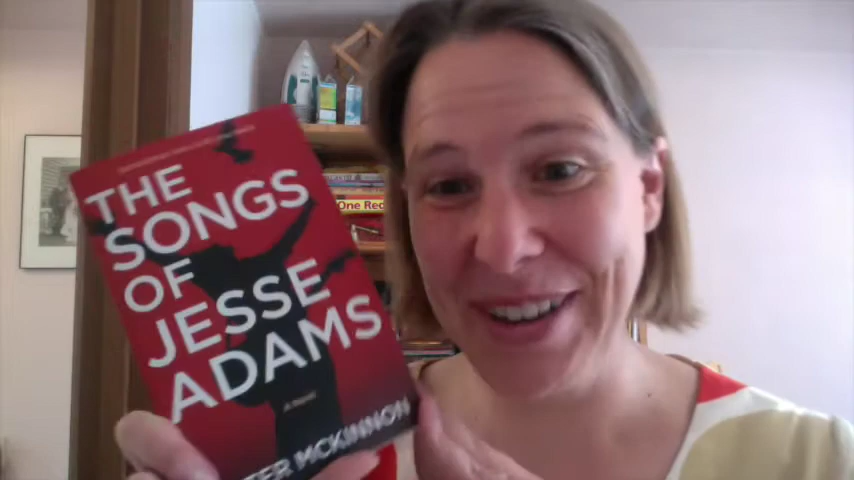 THE
SONGS
OF
JESSE
ADAMS
A novel
TER MCKINNON
One Red